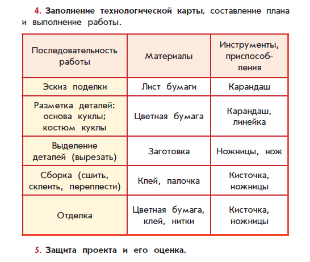 4. Заполнение технологической карты, составление плана
и выполнение работы.
Последовательность
работы
Материалы
Инструменты,
приспособ-
ления
Эскиз поделки
Лист бумаги
Карандаш
Разметка деталей:
основа куклы;
костюм куклы
Цветная бумага
Карандаш,
линейка
Выделение
деталей (вырезать)
Заготовка
Ножницы, нож
Сборка (сшить,
склеить, переплести)
Клей, палочка
Кисточка,
ножницы
Отделка
Цветная бумага,
клей, нитки
Кисточка,
ножницы
5. Защита проекта и его оценка.